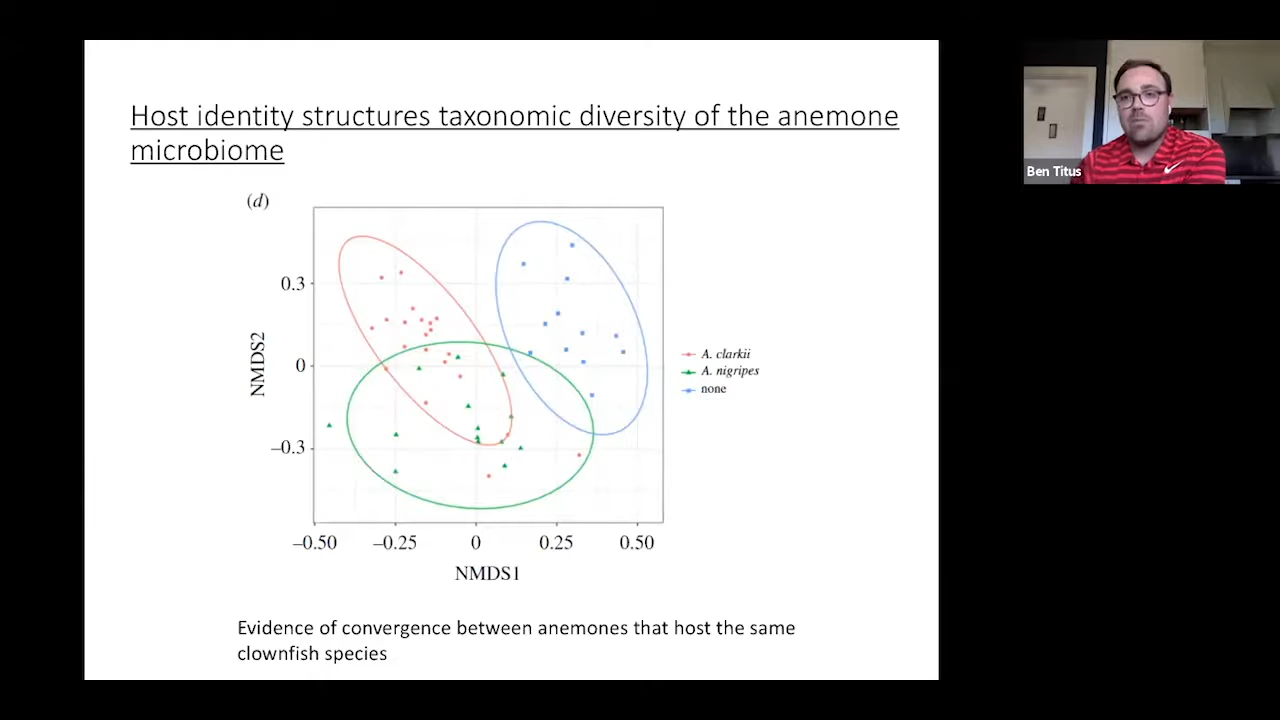 Host identity structures taxonomic diversity of the anemone
microbiome
(d)
0.3
0
−0.3
NMDS2
−0.50 −0.25 0 0.25 0.50
NMDS1
A. clarkii
A. nigripes
none
Evidence of convergence between anemones that host the same
clownfish species
Ben Titus